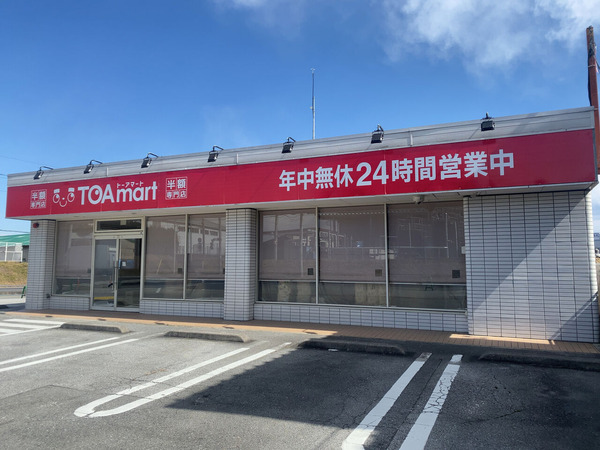 半額
専門店
トーアマート
TOAmart
半額
専門店
年中無休24時間営業中